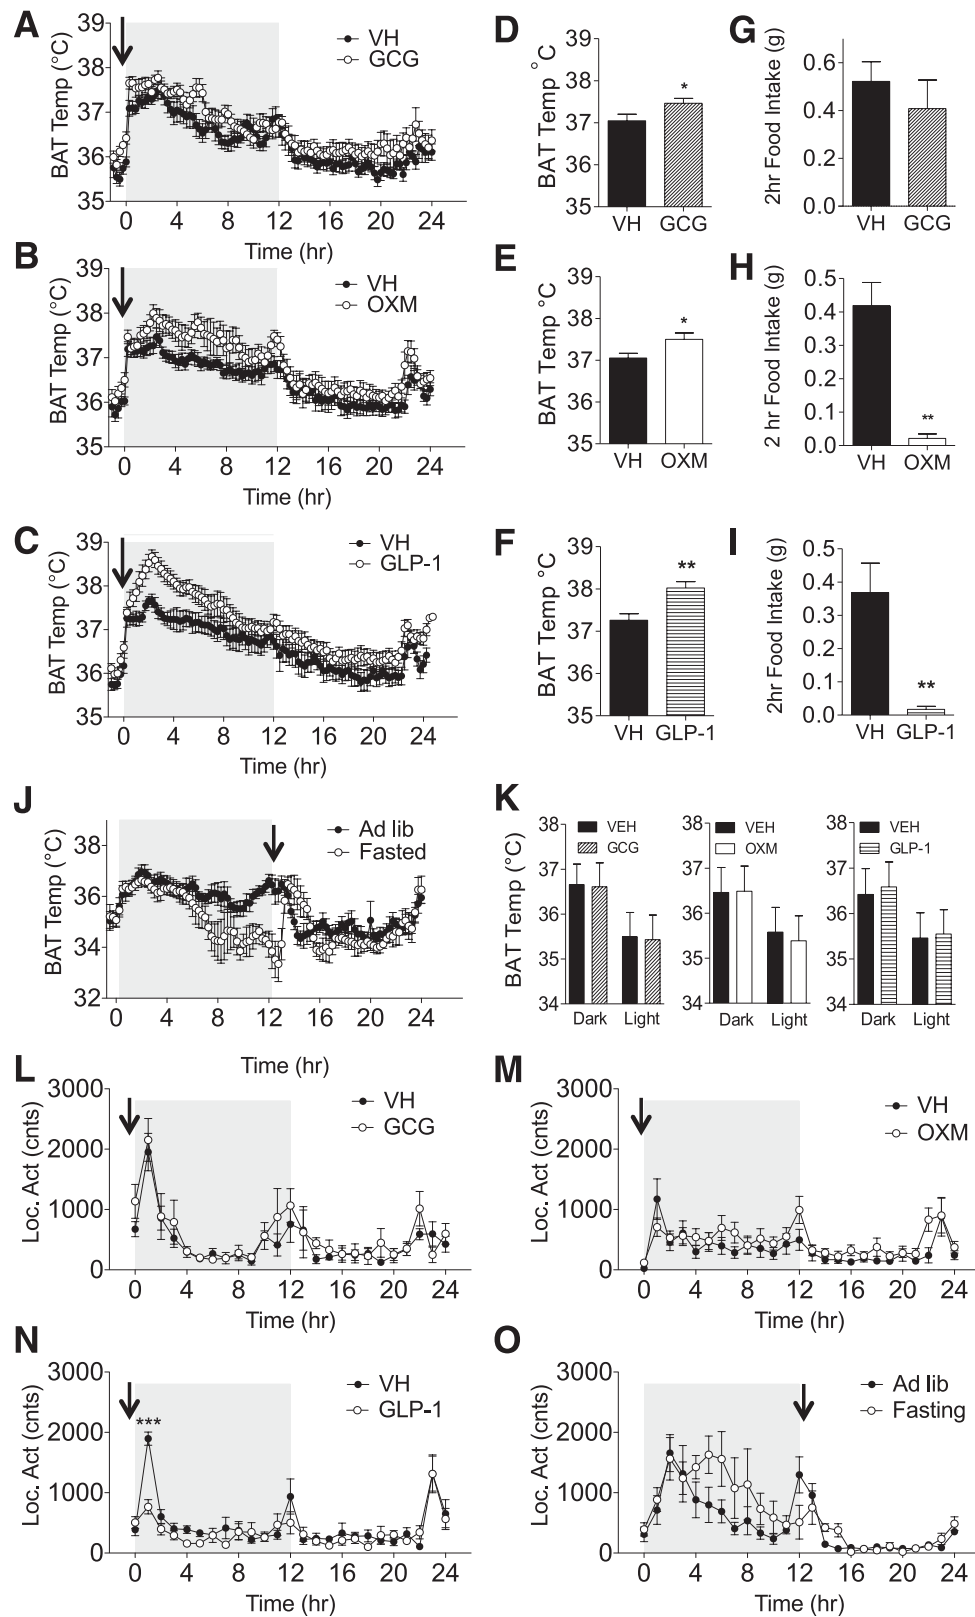 A
BAT Temp (°C)
39
38
37
36
35
VH
GCG
0 4 8 12 16 20 24
Time (hr)
D
BAT Temp °C
39
38
37
36
35
*
VH GCG
G
2hr Food Intake (g)
0.6
0.4
0.2
0.0
VH GCG
B
BAT Temp (°C)
39
38
37
36
35
VH
OXM
0 4 8 12 16 20 24
Time (hr)
E
BAT Temp °C
39
38
37
36
35
*
VH OXM
H
2 hr Food Intake (g)
0.5
0.4
0.3
0.2
0.1
0.0
**
VH OXM
C
BAT Temp (°C)
39
38
37
36
35
VH
GLP-1
0 4 8 12 16 20 24
Time (hr)
F
BAT Temp °C
39
38
37
36
35
**
VH GLP-1
I
2hr Food Intake (g)
0.5
0.4
0.3
0.2
0.1
0.0
**
VH GLP-1
J
BAT Temp (°C)
38
36
34
32
Ad lib
Fasted
0 4 8 12 16 20 24
Time (hr)
K
BAT Temp (°C)
38
37
36
35
34
VEH
GCG
Dark Light
38
37
36
35
34
VEH
OXM
Dark Light
38
37
36
35
34
VEH
GLP-1
Dark Light
L
Loc. Act (cnts)
3000
2000
1000
0
VH
GCG
0 4 8 12 16 20 24
Time (hr)
M
Loc. Act (cnts)
3000
2000
1000
0
VH
OXM
0 4 8 12 16 20 24
Time (hr)
N
Loc. Act (cnts)
3000
2000
1000
0
***
VH
GLP-1
0 4 8 12 16 20 24
Time (hr)
O
Loc. Act (cnts)
3000
2000
1000
0
Ad lib
Fasting
0 4 8 12 16 20 24
Time (hr)